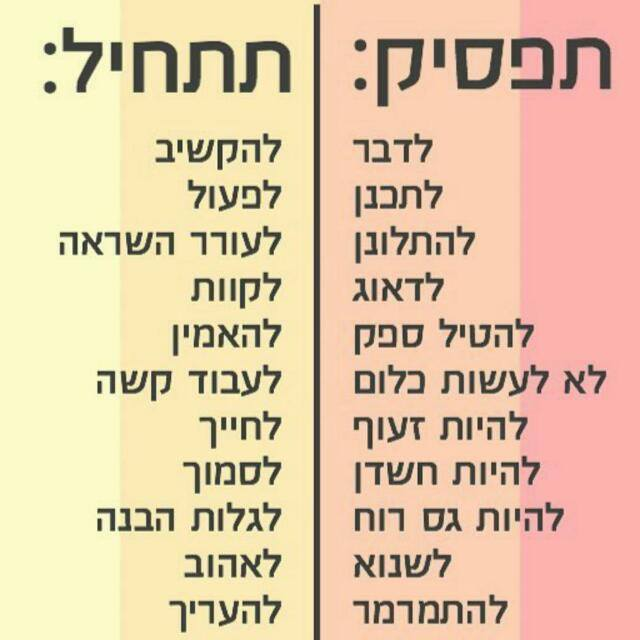 תפסיק:
לדבר
לתכנן
להתלונן
לדאוג
להטיל ספק
לא לעשות כלום
להיות זעוף
להיות חשדן
להיות גס רוח
לשנוא
להתמרמר
תתחיל:
להקשיב
לפעול
לעורר השראה
לקוות
להאמין
לעבוד קשה
לחייך
לסמוך
לגלות הבנה
לאהוב
להעריך